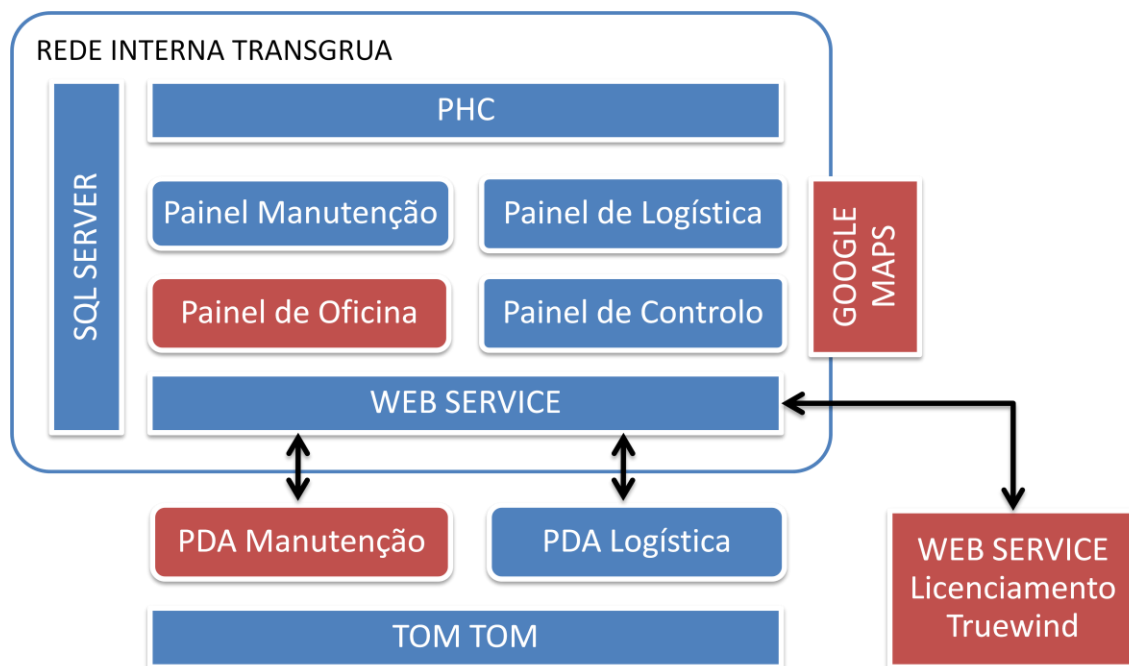 REDE INTERNA TRANSGRUA
PHC
SQL SERVER
Painel Manutenção
Painel de Logística
GOOGLE
MAPS
Painel de Oficina
Painel de Controlo
WEB SERVICE
PDA Manutenção
PDA Logística
WEB SERVICE
Licenciamento
Truewind
TOM TOM